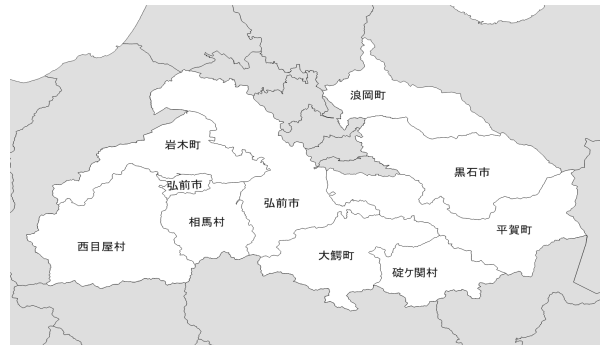 浪岡町
岩木町
黒石市
弘前市
弘前市
相馬村
平賀町
西目屋村
大鰐町
碇ケ関村